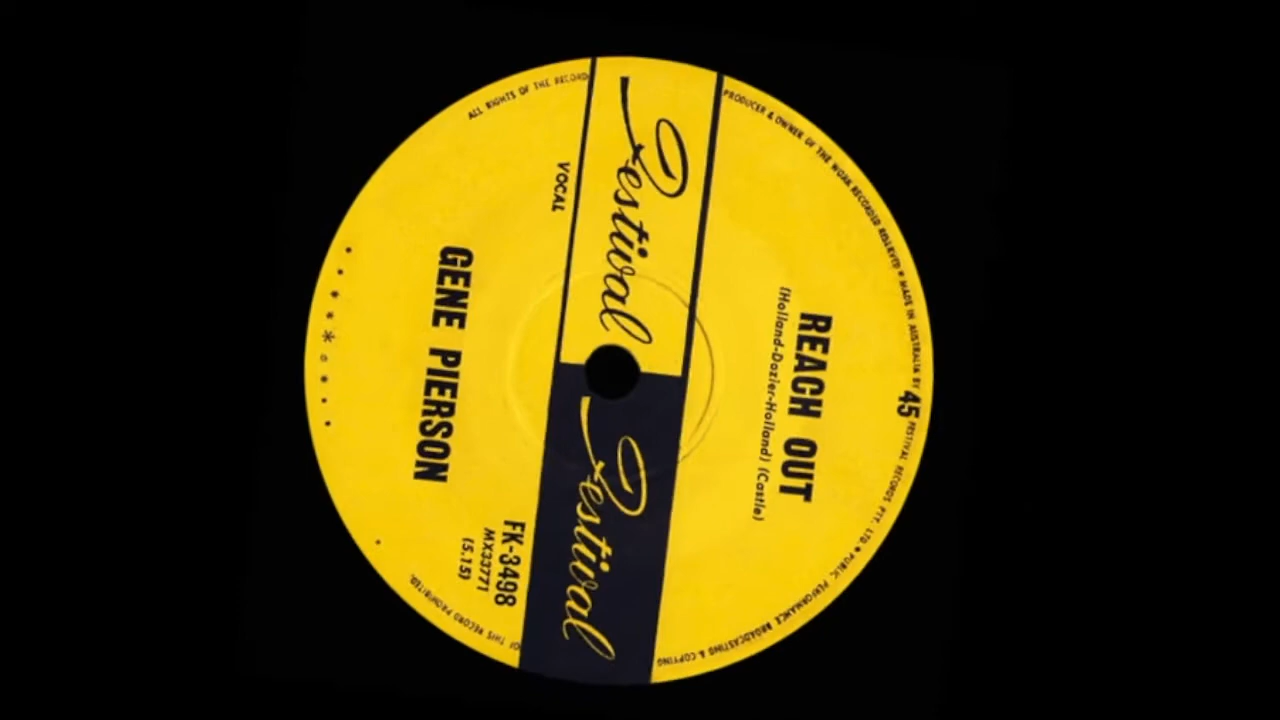 ALL RIGHTS OF THE RECORD PRODUCER & OWNER OF THE WORK RECORDED RESERVED ★ MADE IN AUSTRALIA BY FESTIVAL RECORDS PTY. LTD. ★ PUBLIC PERFORMANCE BROADCASTING & COPYING OF THIS RECORD PROHIBITED.
45
REACH OUT
(Holland-Dozier-Holland) (Castle)
Festival Festival
VOCAL
FK-3498
MX33771
(5.15)
GENE PIERSON